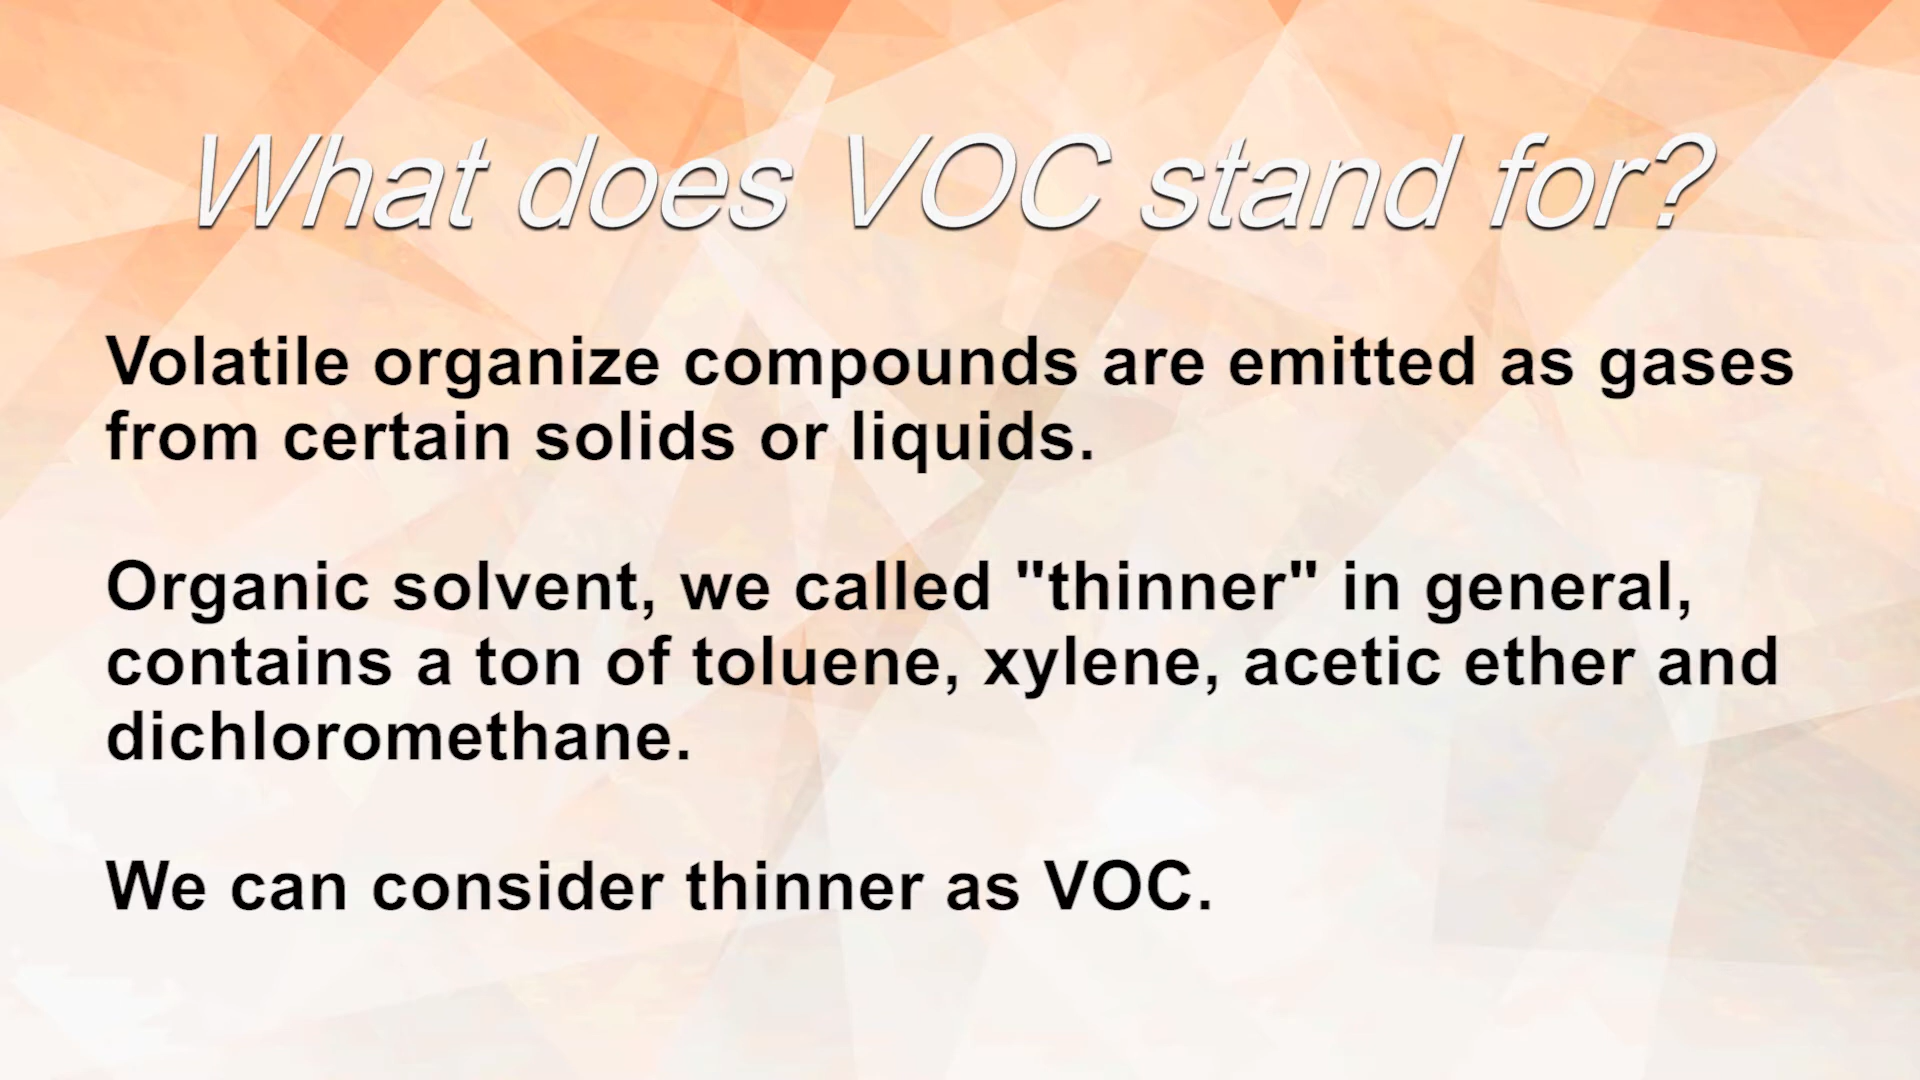 What does VOC stand for?
Volatile organize compounds are emitted as gases
from certain solids or liquids.
Organic solvent, we called "thinner" in general,
contains a ton of toluene, xylene, acetic ether and
dichloromethane.
We can consider thinner as VOC.